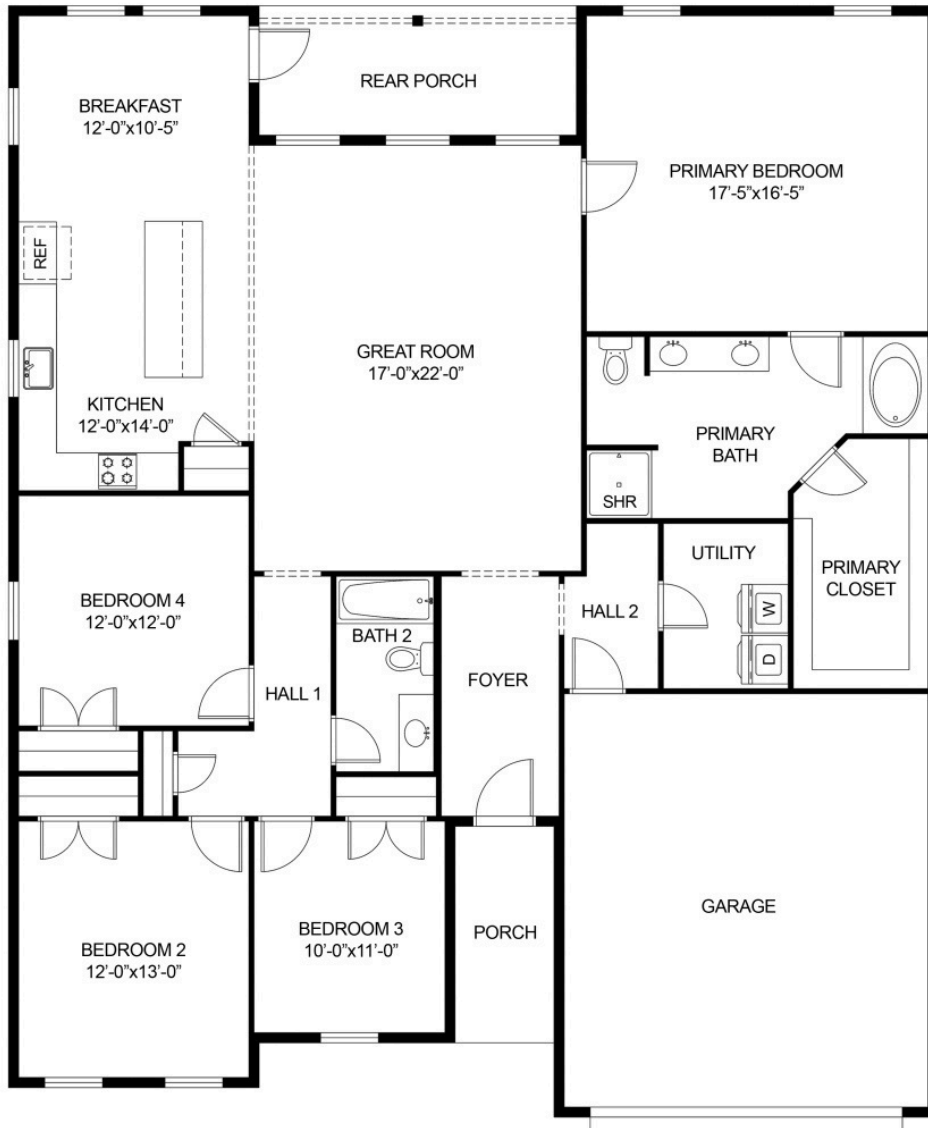 REAR PORCH
BREAKFAST
12'-0"x10'-5"
PRIMARY BEDROOM
17'-5"x16'-5"
REF
GREAT ROOM
17'-0"x22'-0"
KITCHEN
12'-0"x14'-0"
PRIMARY
BATH
SHR
UTILITY
PRIMARY
CLOSET
BEDROOM 4
12'-0"x12'-0"
HALL 2
W
BATH 2
D
HALL 1
FOYER
GARAGE
BEDROOM 3
10'-0"x11'-0"
PORCH
BEDROOM 2
12'-0"x13'-0"